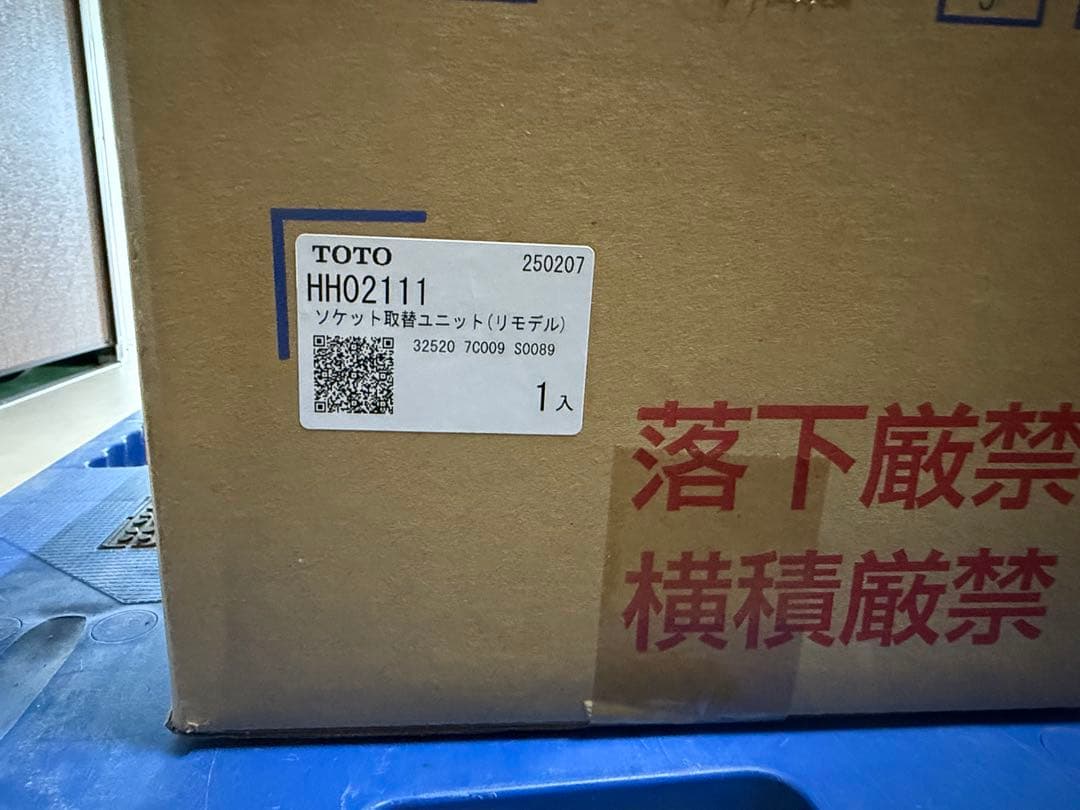 TOTO
250207
HH02111
ソケット取替ユニット(リモデル)
32520 7C009 S0089
1入
落下厳禁
横積厳禁